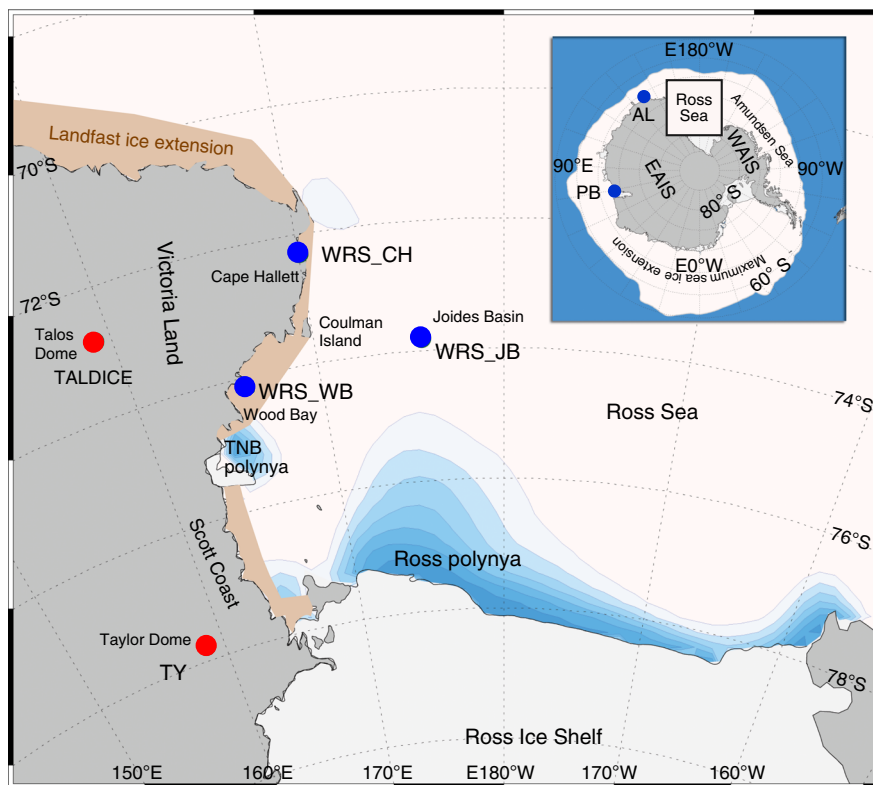 E180°W
AL
Ross
Sea
Amundsen Sea
WAIS
90°E
90°W
EAIS
PB
80° S
E0°W
60° S
Maximum sea ice extension
Landfast ice extension
70°S
Victoria Land
WRS_CH
Cape Hallett
72°S
Talos
Dome
TALDICE
Coulman
Island
Joides Basin
WRS_JB
WRS_WB
Wood Bay
Ross Sea
74°S
TNB
polynya
76°S
Scott Coast
Ross polynya
Taylor Dome
TY
78°S
Ross Ice Shelf
150°E
160°E
170°E
E180°W
170°W
160°W